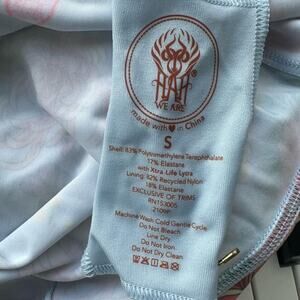 HAH
®
WE ARE
made with ♥ in China
S
Shell: 83% Polytrimethylene Terephthalate
17% Elastane
with Xtra Life Lycra
Lining: 82% Recycled Nylon
18% Elastane
EXCLUSIVE OF TRIMS
RN153005
Machine Wash Cold Gentle Cycle
Do Not Bleach
Line Dry
Do Not Iron
Do Not Dry Clean